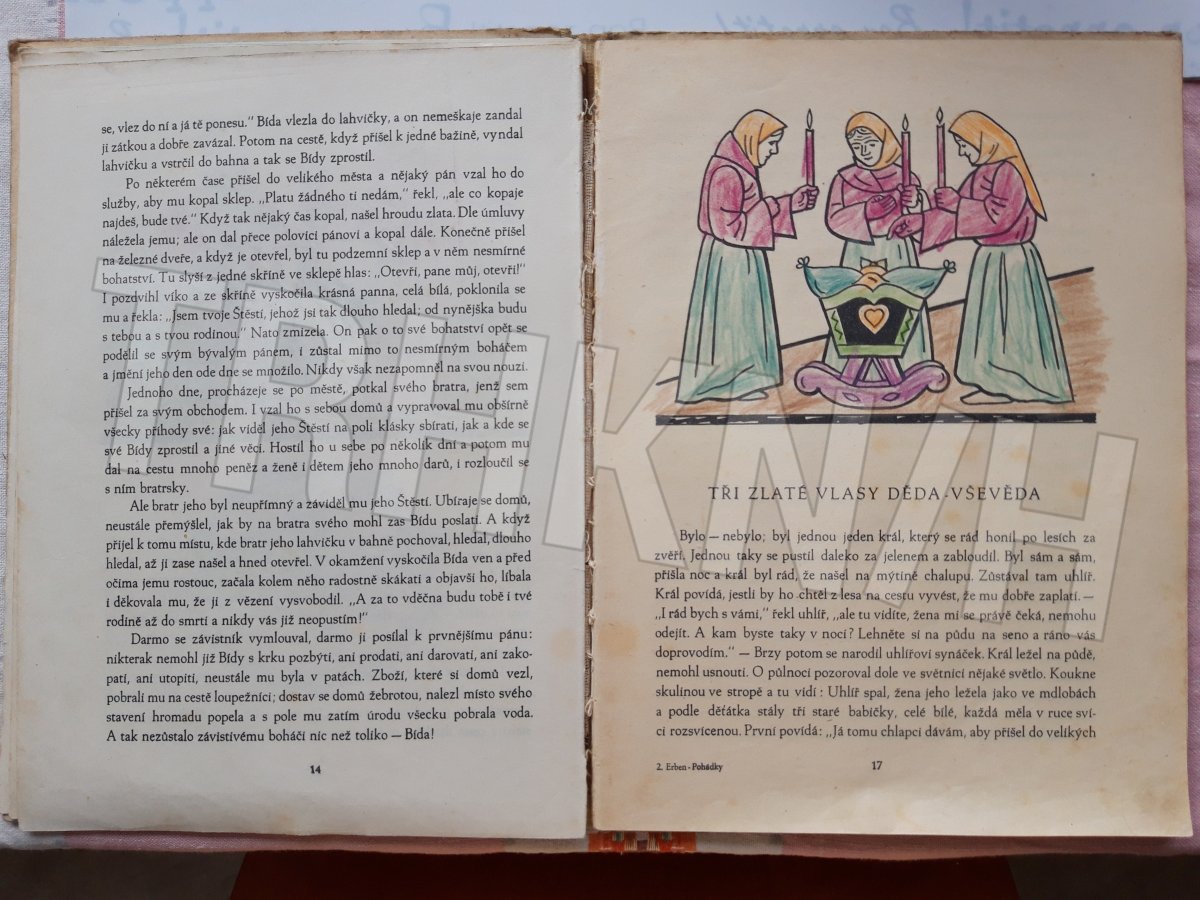 se, vlez do ní a já tě ponesu.“ Bída vlezla do lahvičky, a on nemeškaje zandal
ji zátkou a dobře zavázal. Potom na cestě, když přišel k jedné bažině, vyndal
lahvičku a vstrčil do bahna a tak se Bídy zprostil.
Po některém čase přišel do velikého města a nějaký pán vzal ho do
služby, aby mu kopal sklep. „Platu žádného ti nedám,“ řekl, „ale co kopaje
najdeš, bude tvé.“ Když tak nějaký čas kopal, našel hroudu zlata. Dle úmluvy
náležela jemu; ale on dal přece polovici pánovi a kopal dále. Konečně přišel
na železné dveře, a když je otevřel, byl tu podzemní sklep a v něm nesmírné
bohatství. Tu slyší z jedné skříně ve sklepě hlas: „Otevři, pane můj, otevři!“
I pozdvihl víko a ze skříně vyskočila krásná panna, celá bílá, poklonila se
mu a řekla: „Jsem tvoje Štěstí, jehož jsi tak dlouho hledal; od nynějška budu
s tebou a s tvou rodinou.“ Nato zmizela. On pak o to své bohatství opět se
podělil se svým bývalým pánem, i zůstal mimo to nesmírným boháčem
a jmění jeho den ode dne se množilo. Nikdy však nezapomněl na svou nouzi.
Jednoho dne, procházeje se po městě, potkal svého bratra, jenž sem
přišel za svým obchodem. I vzal ho s sebou domů a vypravoval mu obšírně
všecky příhody své: jak viděl jeho Štěstí na poli klásky sbírati, jak a kde se
své Bídy zprostil a jiné věci. Hostil ho u sebe po několik dní a potom mu
dal na cestu mnoho peněz a ženě i dětem jeho mnoho darů, i rozloučil se
s ním bratrsky.
Ale bratr jeho byl neupřímný a záviděl mu jeho Štěstí. Ubíraje se domů,
neustále přemýšlel, jak by na bratra svého mohl zas Bídu poslati. A když
přijel k tomu místu, kde bratr jeho lahvičku v bahně pochoval, hledal, dlouho
hledal, až ji zase našel a hned otevřel. V okamžení vyskočila Bída ven a před
očima jemu rostouc, začala kolem něho radostně skákati a objavši ho, líbala
i děkovala mu, že ji z vězení vysvobodil. „A za to vděčna budu tobě i tvé
rodině až do smrti a nikdy vás již neopustím!“
Darmo se závistník vymlouval, darmo ji posílal k prvnějšímu pánu:
nikterak nemohl již Bídy s krku pozbýti, ani prodati, ani darovati, ani zako-
pati, ani utopiti, neustále mu byla v patách. Zboží, které si domů vezl,
pobrali mu na cestě loupežníci; dostav se domů žebrotou, nalezl místo svého
stavení hromadu popela a s pole mu zatím úrodu všecku pobrala voda.
A tak nezůstalo závistivému boháči nic než toliko — Bída!
14
TŘI ZLATÉ VLASY DĚDA-VŠEVĚDA
Bylo — nebylo; byl jednou jeden král, který se rád honil po lesích za
zvěří. Jednou taky se pustil daleko za jelenem a zabloudil. Byl sám a sám,
přišla noc a král byl rád, že našel na mýtině chalupu. Zůstával tam uhlíř.
Král povídá, jestli by ho chtěl z lesa na cestu vyvést, že mu dobře zaplatí. —
„I rád bych s vámi,“ řekl uhlíř, „ale tu vidíte, žena mi se právě čeká, nemohu
odejít. A kam byste taky v noci? Lehněte si na půdu na seno a ráno vás
doprovodím.“ — Brzy potom se narodil uhlířovi synáček. Král ležel na půdě,
nemohl usnouti. O půlnoci pozoroval dole ve světnici nějaké světlo. Koukne
skulinou ve stropě a tu vidí : Uhlíř spal, žena jeho ležela jako ve mdlobách
a podle děťátka stály tři staré babičky, celé bílé, každá měla v ruce sví-
ci rozsvícenou. První povídá: „Já tomu chlapci dávám, aby přišel do velikých
2. Erben - Pohádky
17
TRHKNIH